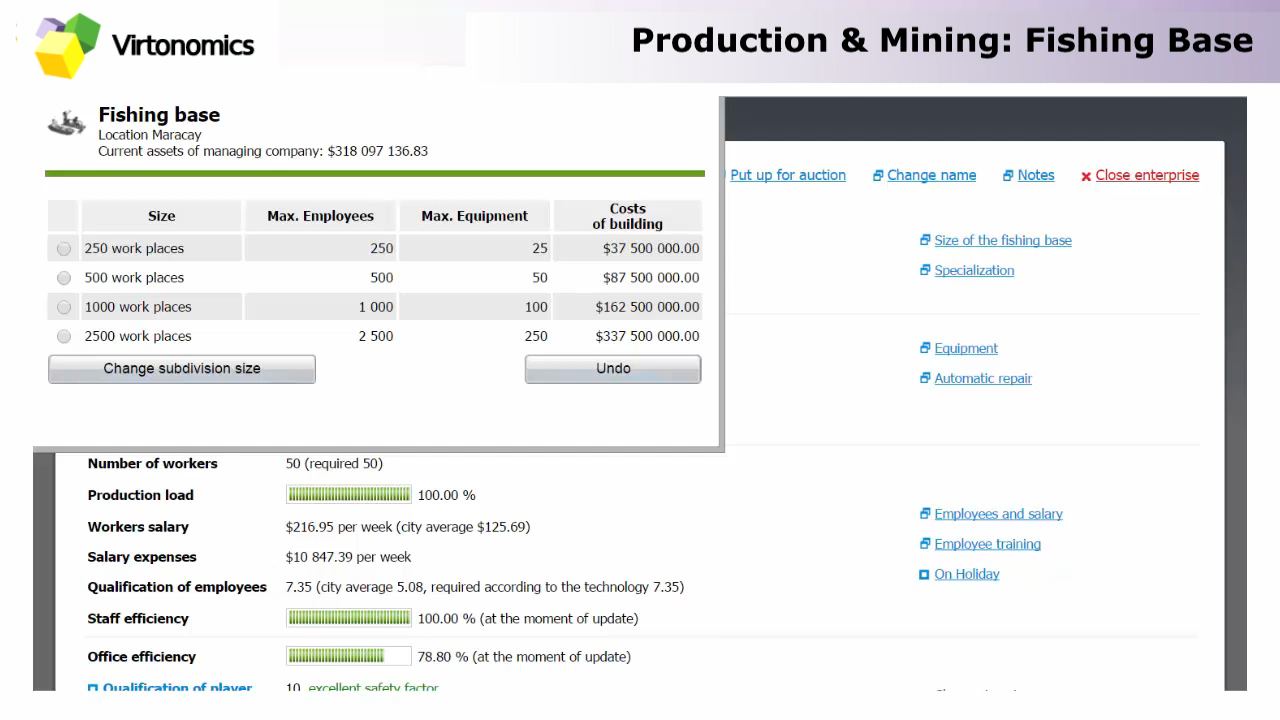 Virtonomics
Production & Mining: Fishing Base
Fishing base
Location Maracay
Current assets of managing company: $318 097 136.83
Size Max. Employees Max. Equipment Costs of building
250 work places 250 25 $37 500 000.00
500 work places 500 50 $87 500 000.00
1000 work places 1 000 100 $162 500 000.00
2500 work places 2 500 250 $337 500 000.00
Change subdivision size Undo
Put up for auction Change name Notes Close enterprise
Size of the fishing base
Specialization
Equipment
Automatic repair
Number of workers 50 (required 50)
Production load 100.00 %
Workers salary $216.95 per week (city average $125.69)
Salary expenses $10 847.39 per week
Qualification of employees 7.35 (city average 5.08, required according to the technology 7.35)
Staff efficiency 100.00 % (at the moment of update)
Employees and salary
Employee training
On Holiday
Office efficiency 78.80 % (at the moment of update)
Qualification of player 10, excellent safety factor